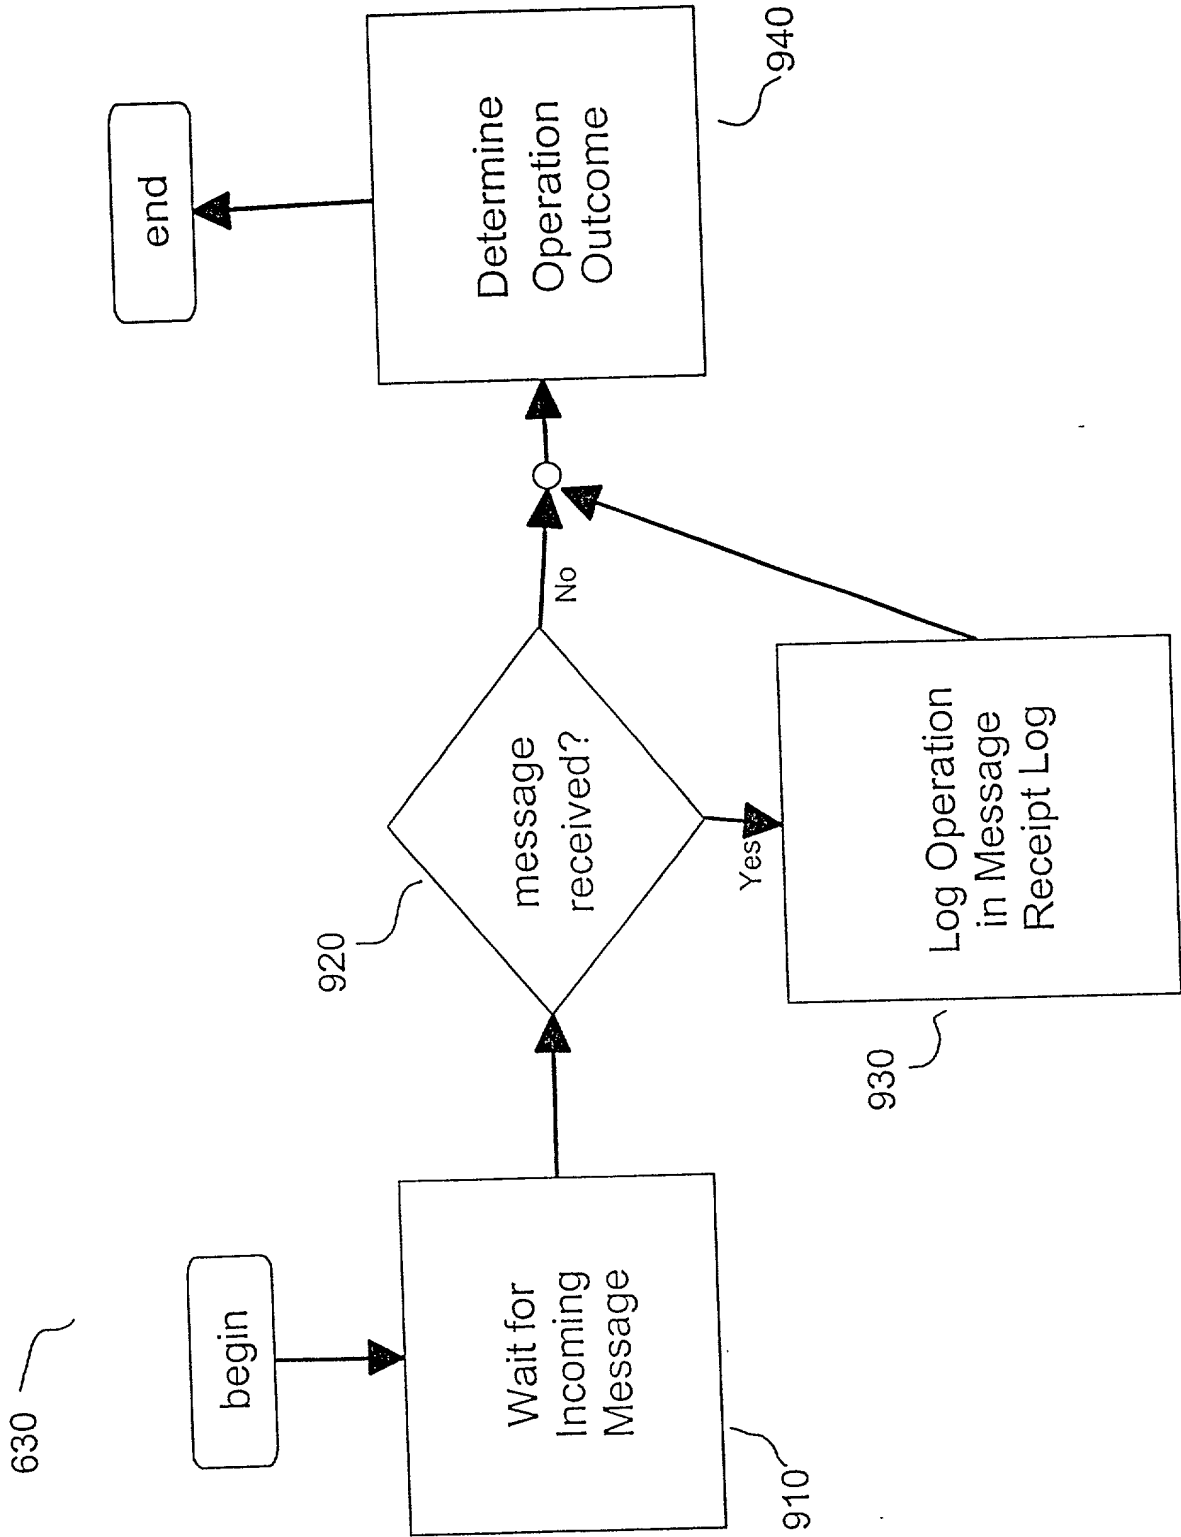 630
begin
Wait for
Incoming
Message
910
920
message
received?
No
Yes
Log Operation
in Message
Receipt Log
930
Determine
Operation
Outcome
940
end